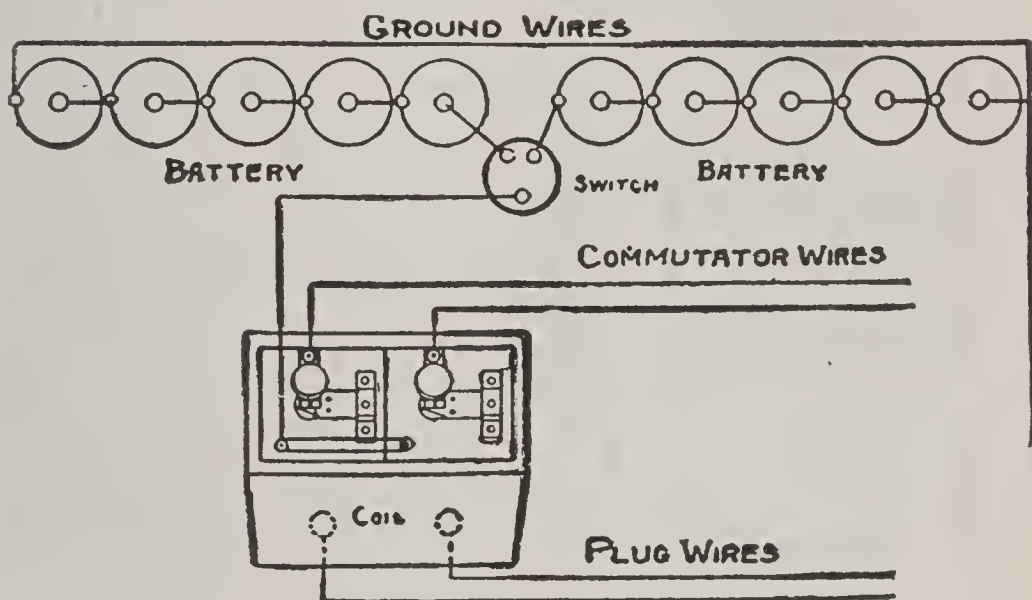 GROUND WIRES
BATTERY
SWITCH
BATTERY
COMMUTATOR WIRES
COIL
PLUG WIRES